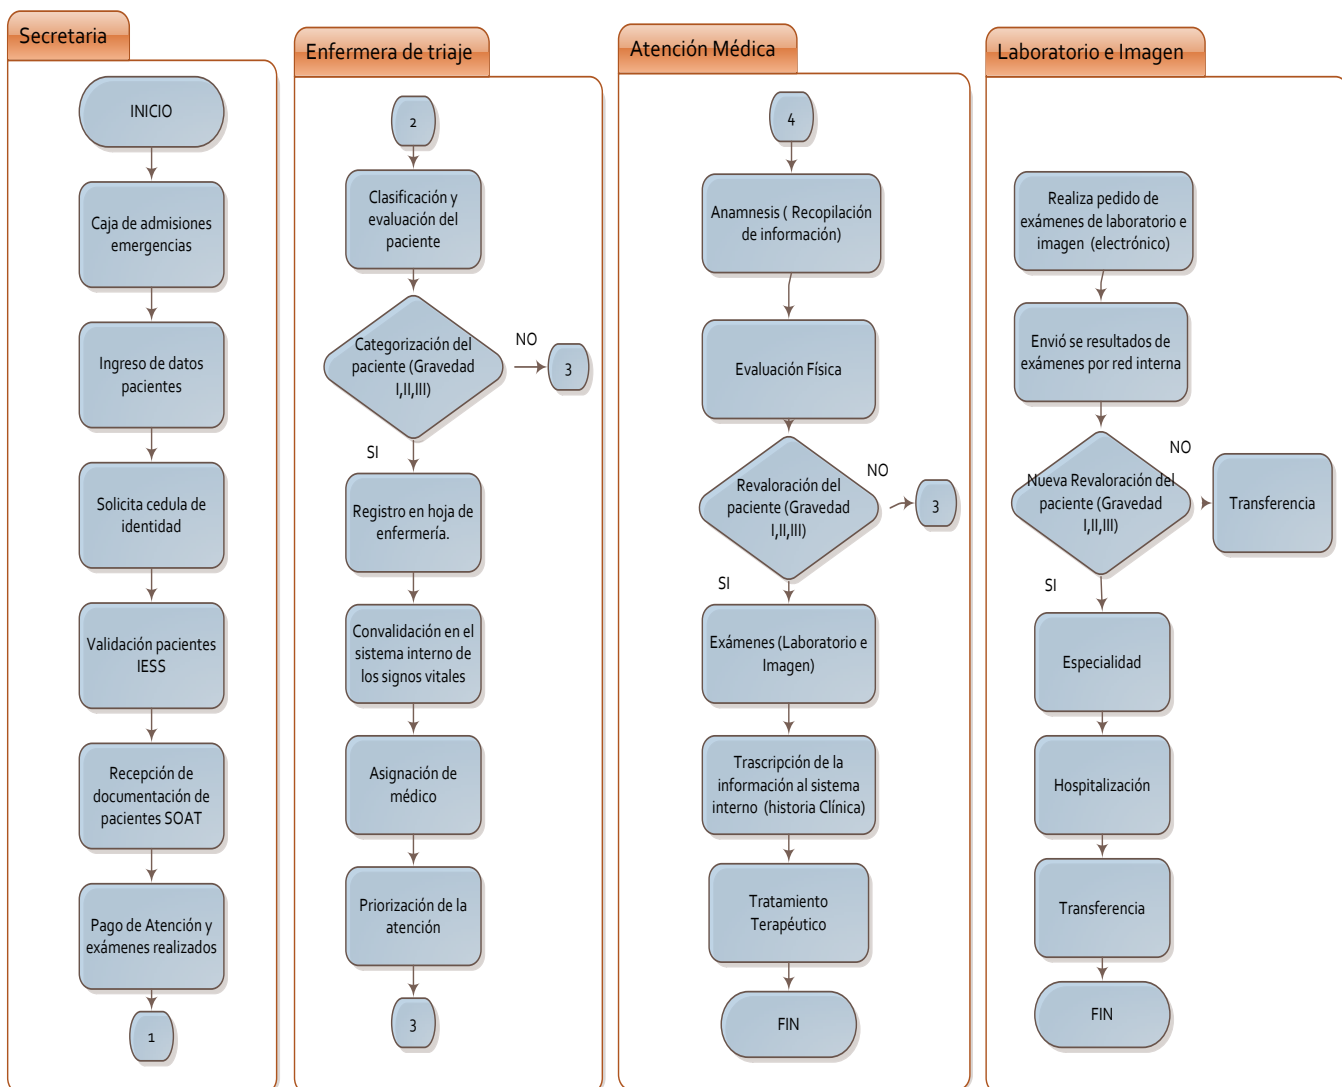 Secretaria
INICIO
Caja de admisiones
emergencias
Ingreso de datos
pacientes
Solicita cedula de
identidad
Validación pacientes
IESS
Recepción de
documentación de
pacientes SOAT
Pago de Atención y
exámenes realizados
1
Enfermera de triaje
2
Clasificación y
evaluación del
paciente
Categorización del
paciente (Gravedad
I,II,III)
NO
3
SI
Registro en hoja de
enfermería.
Convalidación en el
sistema interno de
los signos vitales
Asignación de
médico
Priorización de la
atención
3
Atención Médica
4
Anamnesis ( Recopilación
de información)
Evaluación Física
Revaloración del
paciente (Gravedad
I,II,III)
NO
3
SI
Exámenes (Laboratorio e
Imagen)
Trascripción de la
información al sistema
interno (historia Clínica)
Tratamiento
Terapéutico
FIN
Laboratorio e Imagen
Realiza pedido de
exámenes de laboratorio e
imagen (electrónico)
Envió se resultados de
exámenes por red interna
Nueva Revaloración del
paciente (Gravedad
I,II,III)
NO
Transferencia
SI
Especialidad
Hospitalización
Transferencia
FIN